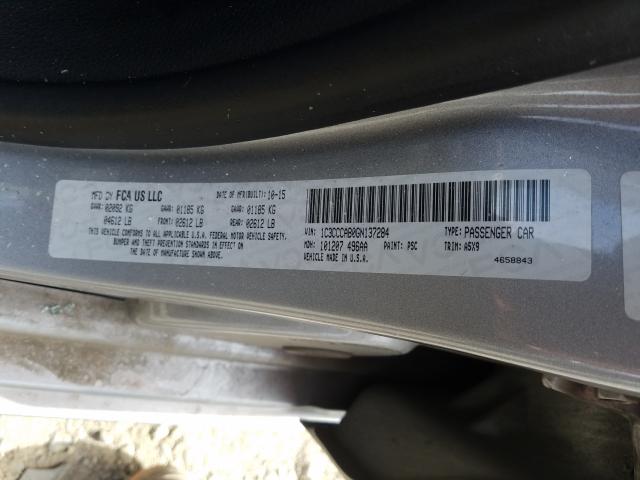 MFD BY FCA US LLC
DATE OF MFR(BUILT): 10-15
GVWR: 02092 KG
GAWR: 01185 KG
GAWR: 01185 KG
04612 LB
FRONT: 02612 LB
REAR: 02612 LB
THIS VEHICLE CONFORMS TO ALL APPLICABLE U.S.A. FEDERAL MOTOR VEHICLE SAFETY,
BUMPER AND THEFT PREVENTION STANDARDS IN EFFECT ON
THE DATE OF MANUFACTURE SHOWN ABOVE.
VIN: 1C3CCCAB0GN137284
TYPE: PASSENGER CAR
MDH: 101207 496AA
PAINT: PSC
TRIM: A5X9
VEHICLE MADE IN U.S.A.
4658843